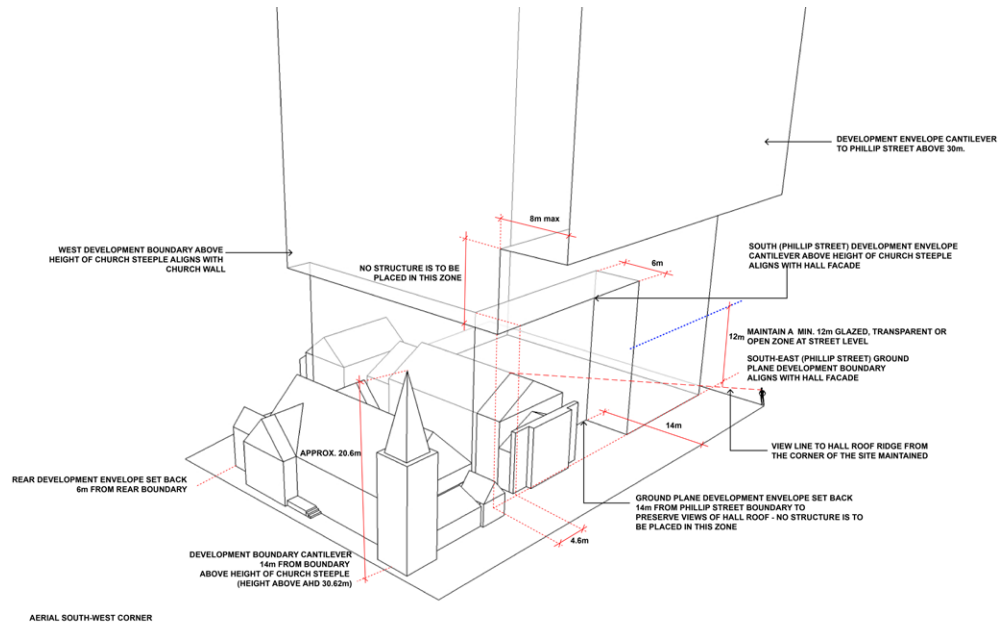 DEVELOPMENT ENVELOPE CANTILEVER
TO PHILLIP STREET ABOVE 30m.
8m max
WEST DEVELOPMENT BOUNDARY ABOVE
HEIGHT OF CHURCH STEEPLE ALIGNS WITH
CHURCH WALL
NO STRUCTURE IS TO BE
PLACED IN THIS ZONE
SOUTH (PHILLIP STREET) DEVELOPMENT ENVELOPE
CANTILEVER ABOVE HEIGHT OF CHURCH STEEPLE
ALIGNS WITH HALL FACADE
6m
12m
MAINTAIN A MIN. 12m GLAZED, TRANSPARENT OR
OPEN ZONE AT STREET LEVEL
SOUTH-EAST (PHILLIP STREET) GROUND
PLANE DEVELOPMENT BOUNDARY
ALIGNS WITH HALL FACADE
14m
VIEW LINE TO HALL ROOF RIDGE FROM
THE CORNER OF THE SITE MAINTAINED
APPROX. 20.6m
REAR DEVELOPMENT ENVELOPE SET BACK
6m FROM REAR BOUNDARY
GROUND PLANE DEVELOPMENT ENVELOPE SET BACK
14m FROM PHILLIP STREET BOUNDARY TO
PRESERVE VIEWS OF HALL ROOF - NO STRUCTURE IS TO
BE PLACED IN THIS ZONE
4.6m
DEVELOPMENT BOUNDARY CANTILEVER
14m FROM BOUNDARY
ABOVE HEIGHT OF CHURCH STEEPLE
(HEIGHT ABOVE AHD 30.62m)
AERIAL SOUTH-WEST CORNER